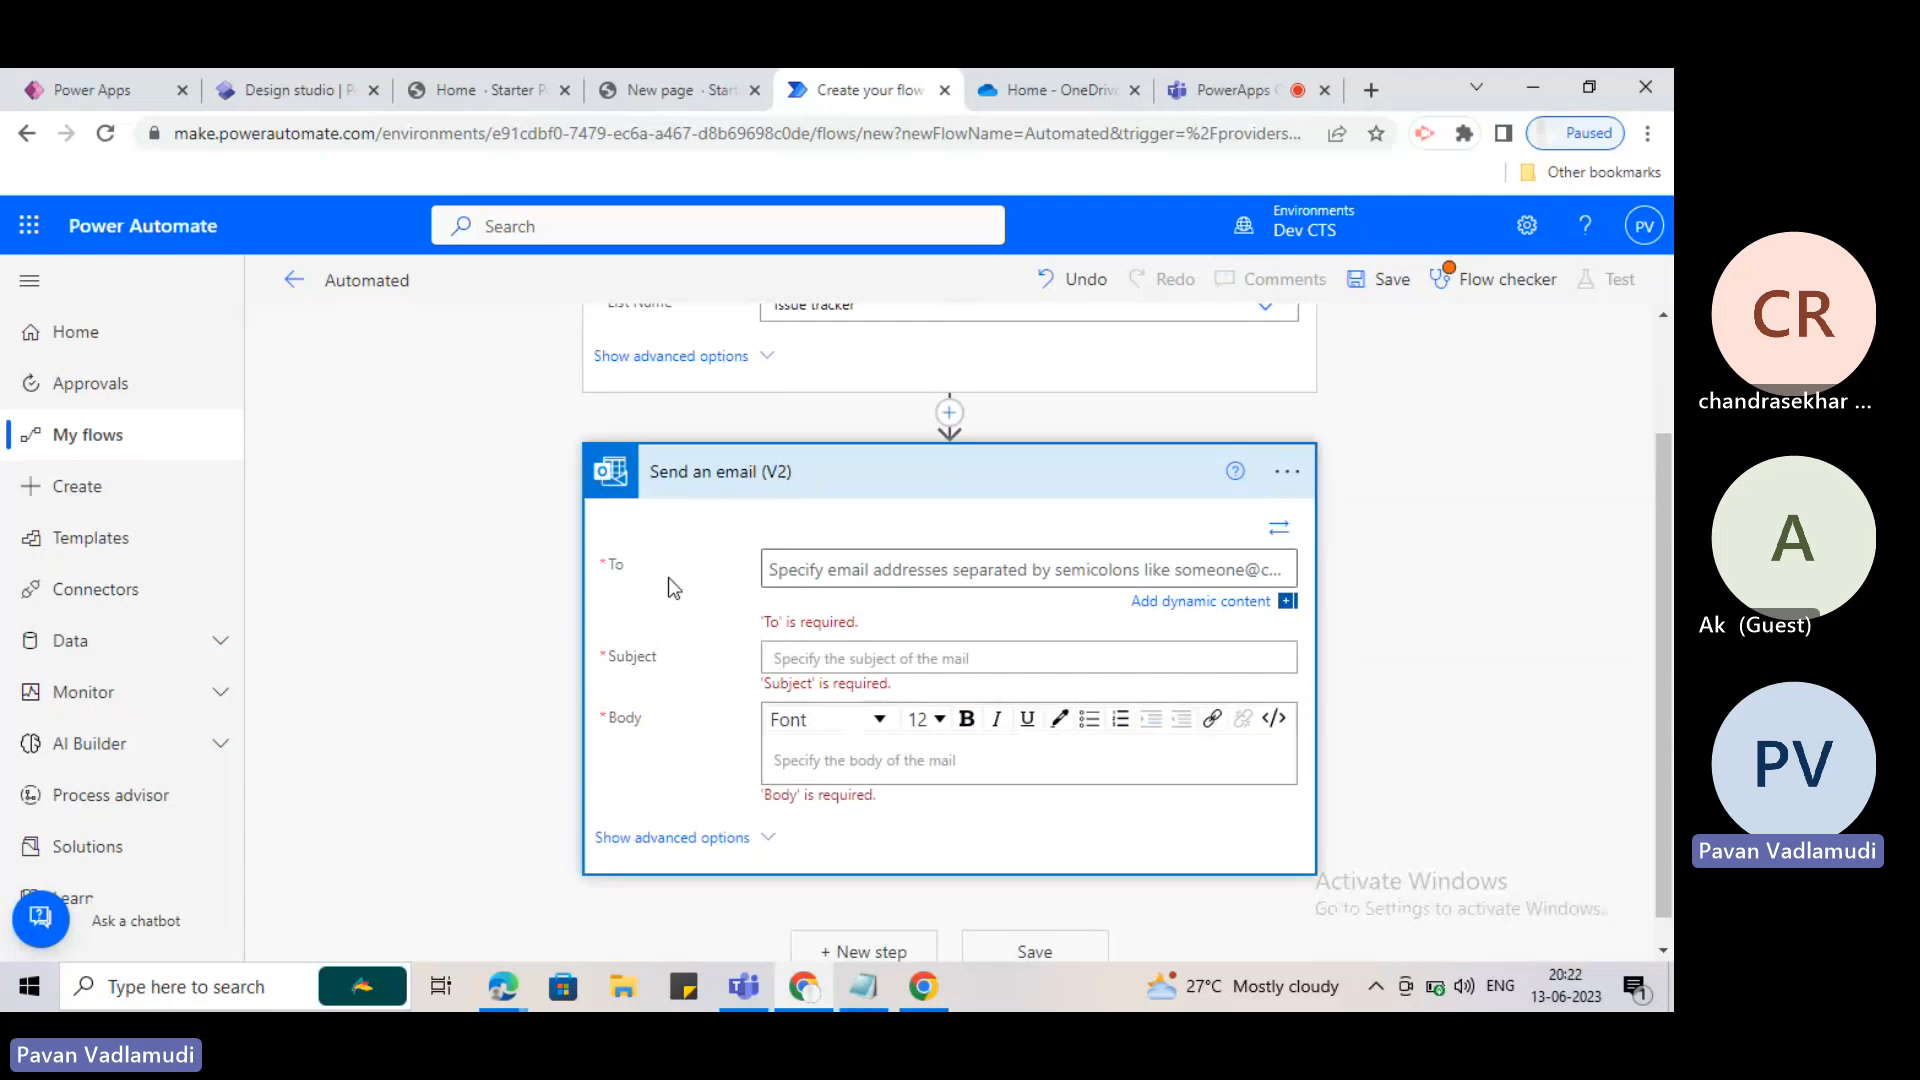 Power Apps
Design studio | P
Home - Starter P
New page - Star
Create your flow
Home - OneDriv
PowerApps C
make.powerautomate.com/environments/e91cdbf0-7479-ec6a-a467-d8b69698c0de/flows/new?newFlowName=Automated&trigger=%2Fproviders...
Paused
Other bookmarks
Power Automate
Search
Environments
Dev CTS
PV
Automated
Undo
Redo
Comments
Save
Flow checker
Test
Home
Approvals
My flows
Create
Templates
Connectors
Data
Monitor
AI Builder
Process advisor
Solutions
earn
Ask a chatbot
List Name
Issue tracker
Show advanced options
Send an email (V2)
* To
Specify email addresses separated by semicolons like someone@c...
Add dynamic content
'To' is required.
* Subject
Specify the subject of the mail
'Subject' is required.
* Body
Font
12
B
I
U
</>
Specify the body of the mail
'Body' is required.
Show advanced options
+ New step
Save
Activate Windows
Go to Settings to activate Windows.
CR
chandrasekhar ...
A
Ak (Guest)
PV
Pavan Vadlamudi
Type here to search
27°C Mostly cloudy
ENG
20:22
13-06-2023
1
Pavan Vadlamudi